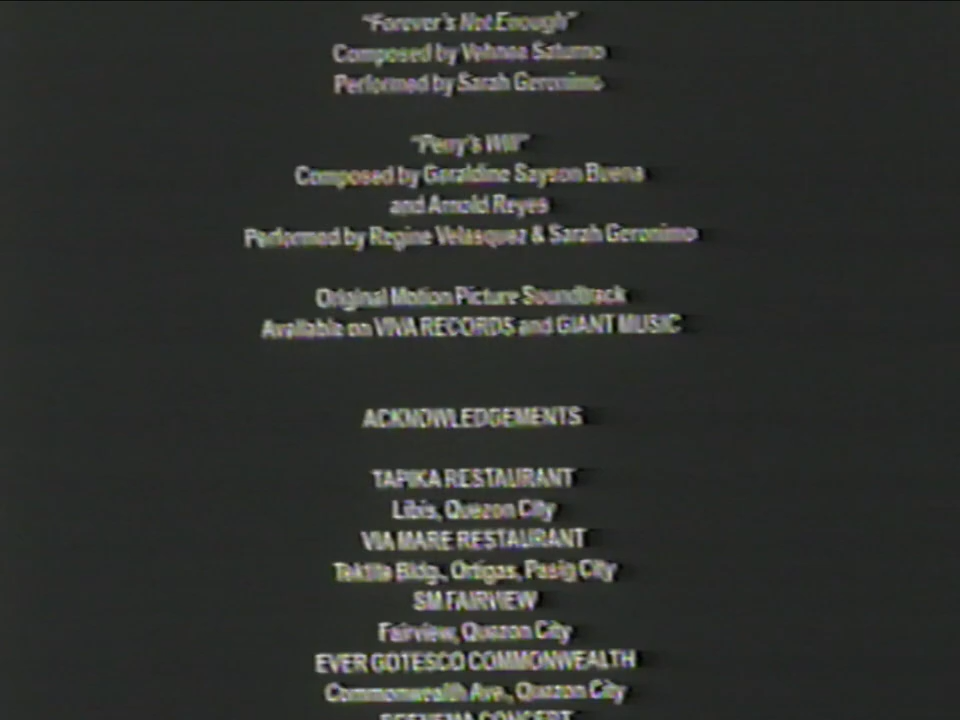 "Forever's Not Enough"
Composed by Vehnee Saturno
Performed by Sarah Geronimo
"Perry's Will"
Composed by Geraldine Sayson Buena
and Arnold Reyes
Performed by Regine Velasquez & Sarah Geronimo
Original Motion Picture Soundtrack
Available on VIVA RECORDS and GIANT MUSIC
ACKNOWLEDGEMENTS
TAPIKA RESTAURANT
Libis, Quezon City
VIA MARE RESTAURANT
Tektite Bldg., Ortigas, Pasig City
SM FAIRVIEW
Fairview, Quezon City
EVER GOTESCO COMMONWEALTH
Commonwealth Ave., Quezon City
CONCERT